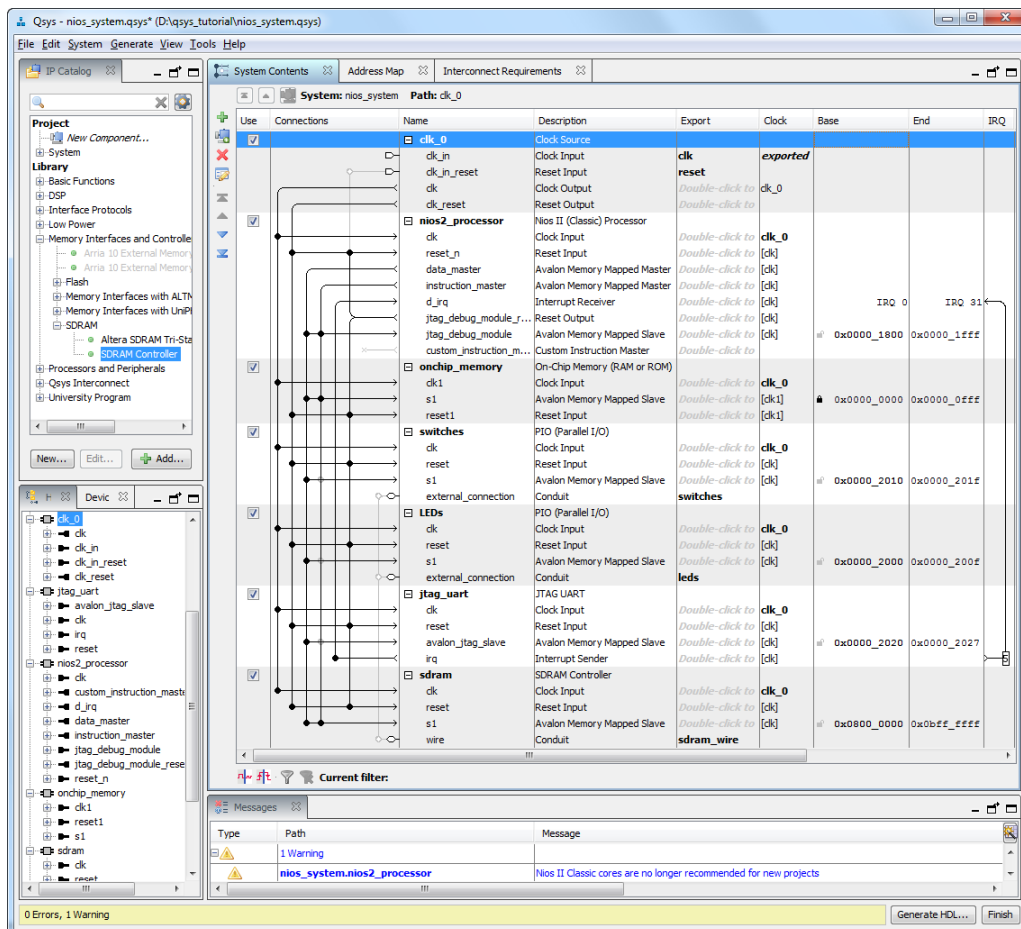 Qsys - nios_system.qsys* (D:\qsys_tutorial\nios_system.qsys)
File Edit System Generate View Tools Help
IP Catalog
Project
New Component...
System
Library
Basic Functions
DSP
Interface Protocols
Low Power
Memory Interfaces and Controlle
Arria 10 External Memory
Arria 10 External Memory
Flash
Memory Interfaces with ALTM
Memory Interfaces with UniPl
SDRAM
Altera SDRAM Tri-Sta
SDRAM Controller
Processors and Peripherals
Qsys Interconnect
University Program
New... Edit... Add...
Devic
clk_0
clk
clk_in
clk_in_reset
clk_reset
jtag_uart
avalon_jtag_slave
clk
irq
reset
nios2_processor
clk
custom_instruction_maste
d_irq
data_master
instruction_master
jtag_debug_module
jtag_debug_module_rese
reset_n
onchip_memory
clk1
reset1
s1
sdram
clk
reset
System Contents Address Map Interconnect Requirements
System: nios_system Path: clk_0
Use Connections Name Description Export Clock Base End IRQ
clk_0 Clock Source
clk_in Clock Input clk exported
clk_in_reset Reset Input reset
clk Clock Output Double-click to clk_0
clk_reset Reset Output Double-click to
nios2_processor Nios II (Classic) Processor
clk Clock Input Double-click to clk_0
reset_n Reset Input Double-click to [clk]
data_master Avalon Memory Mapped Master Double-click to [clk]
instruction_master Avalon Memory Mapped Master Double-click to [clk]
d_irq Interrupt Receiver Double-click to [clk] IRQ 0 IRQ 31
jtag_debug_module_r... Reset Output Double-click to [clk]
jtag_debug_module Avalon Memory Mapped Slave Double-click to [clk] 0x0000_1800 0x0000_1fff
custom_instruction_m... Custom Instruction Master Double-click to
onchip_memory On-Chip Memory (RAM or ROM)
clk1 Clock Input Double-click to clk_0
s1 Avalon Memory Mapped Slave Double-click to [clk1] 0x0000_0000 0x0000_0fff
reset1 Reset Input Double-click to [clk1]
switches PIO (Parallel I/O)
clk Clock Input Double-click to clk_0
reset Reset Input Double-click to [clk]
s1 Avalon Memory Mapped Slave Double-click to [clk] 0x0000_2010 0x0000_201f
external_connection Conduit switches
LEDs PIO (Parallel I/O)
clk Clock Input Double-click to clk_0
reset Reset Input Double-click to [clk]
s1 Avalon Memory Mapped Slave Double-click to [clk] 0x0000_2000 0x0000_200f
external_connection Conduit leds
jtag_uart JTAG UART
clk Clock Input Double-click to clk_0
reset Reset Input Double-click to [clk]
avalon_jtag_slave Avalon Memory Mapped Slave Double-click to [clk] 0x0000_2020 0x0000_2027
irq Interrupt Sender Double-click to [clk] 5
sdram SDRAM Controller
clk Clock Input Double-click to clk_0
reset Reset Input Double-click to [clk]
s1 Avalon Memory Mapped Slave Double-click to [clk] 0x0800_0000 0x0bff_ffff
wire Conduit sdram_wire
Current filter:
Messages
Type Path Message
1 Warning
nios_system.nios2_processor Nios II Classic cores are no longer recommended for new projects
0 Errors, 1 Warning Generate HDL... Finish